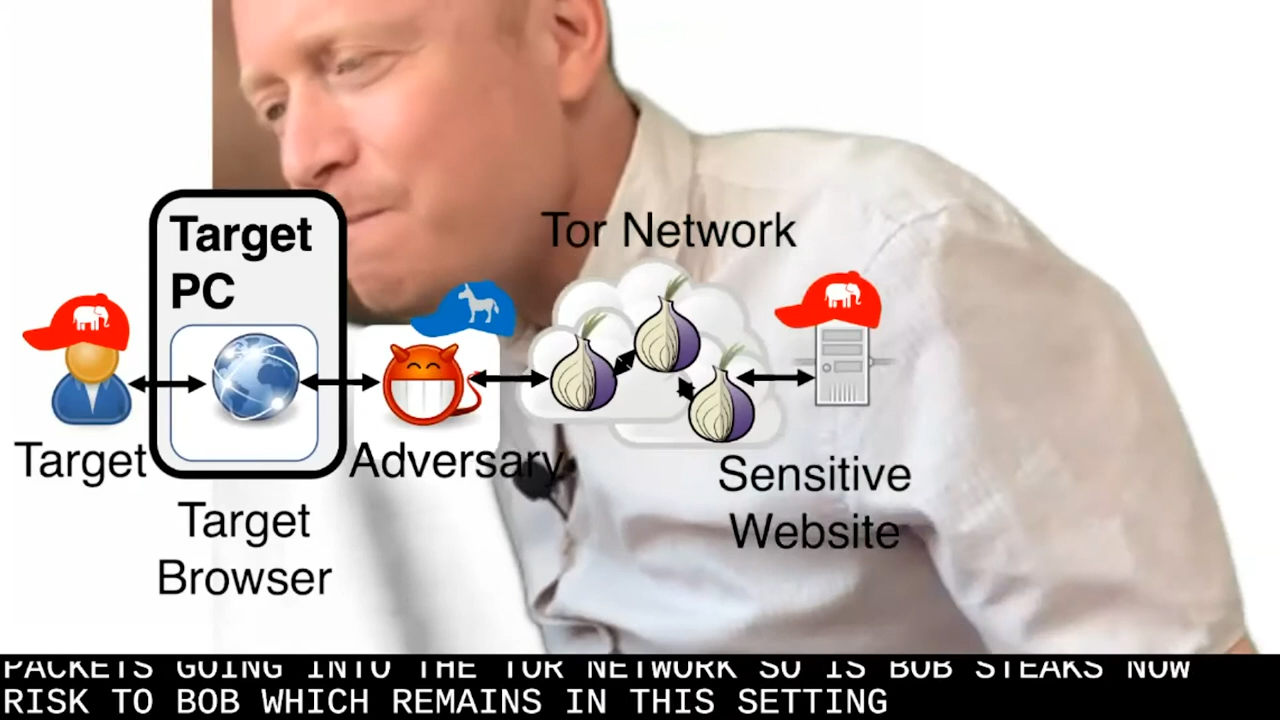 Target
PC
Tor Network
Target
Adversary
Target
Browser
Sensitive
Website
PACKETS GOING INTO THE TOR NETWORK SO IS BOB STEAKS NOW
RISK TO BOB WHICH REMAINS IN THIS SETTING